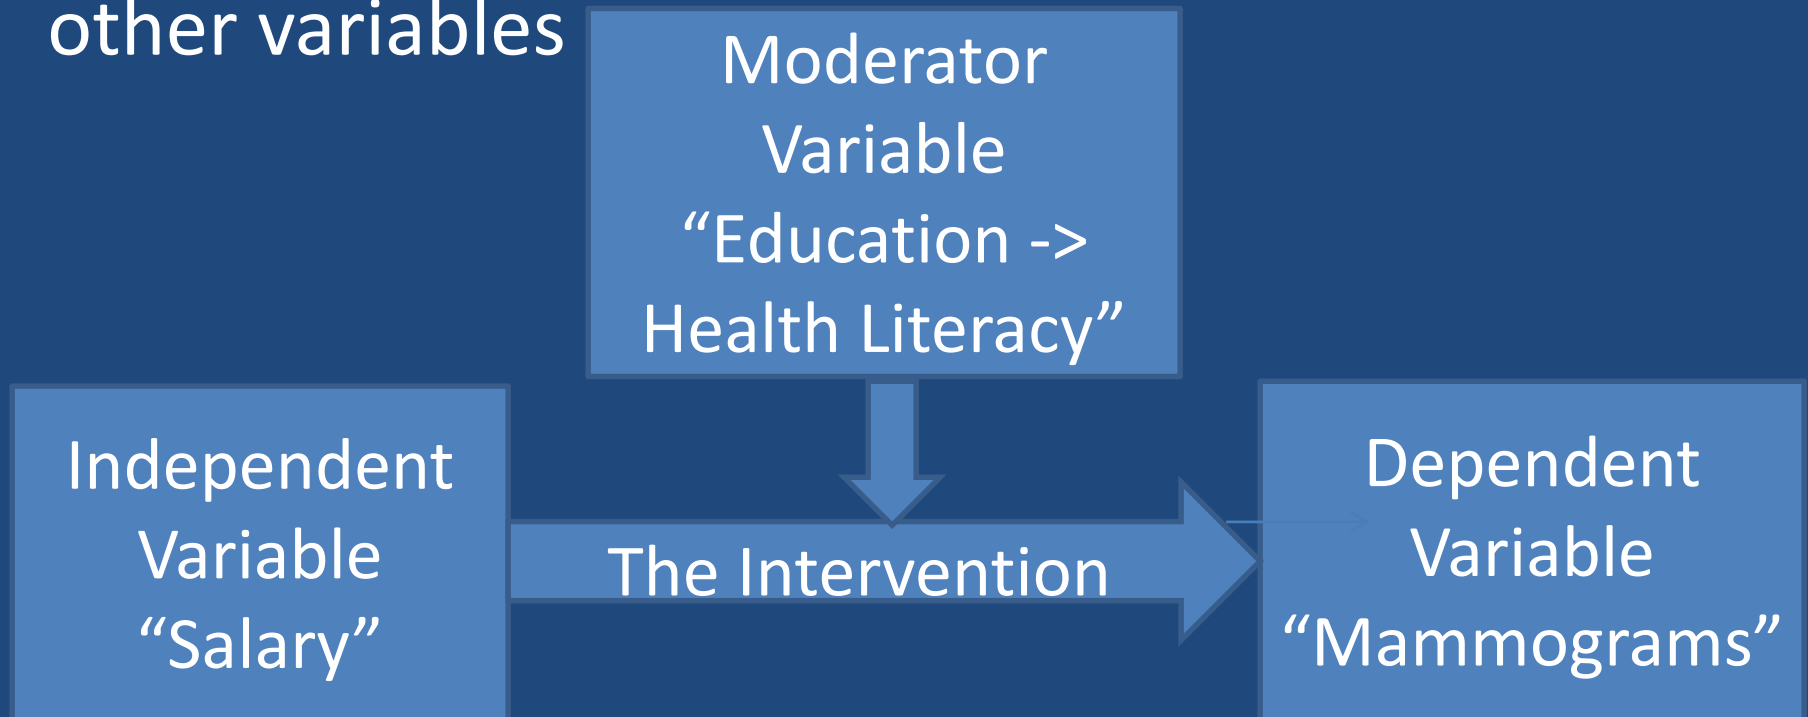 other variables
Moderator
Variable
“Education ->
Health Literacy”
Independent
Variable
“Salary”
The Intervention
Dependent
Variable
“Mammograms”